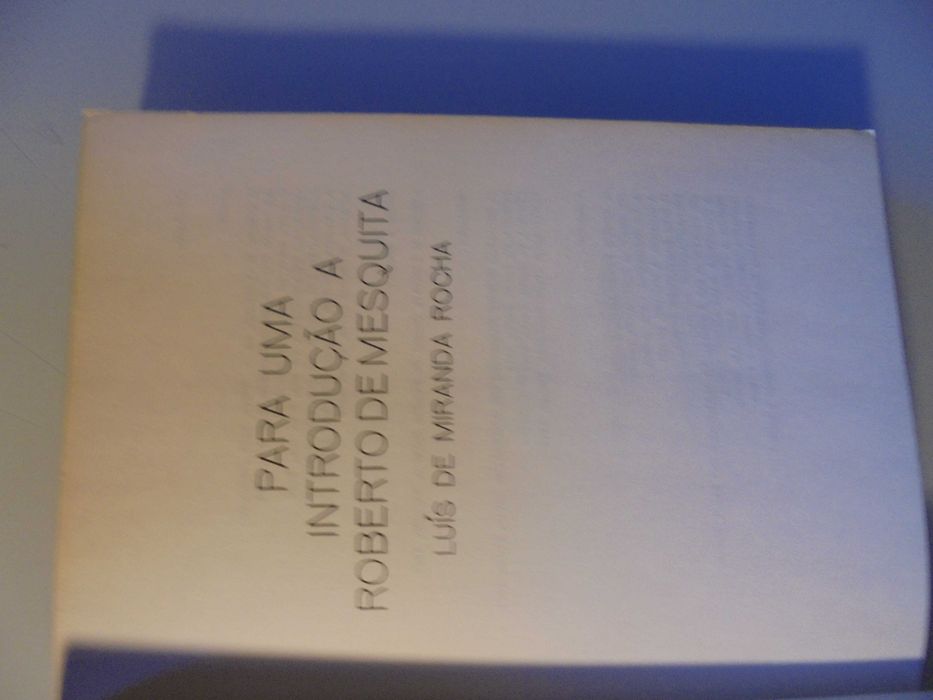 PARA UMA
INTRODUÇÃO A
ROBERTO DE MESQUITA
LUÍS DE MIRANDA ROCHA